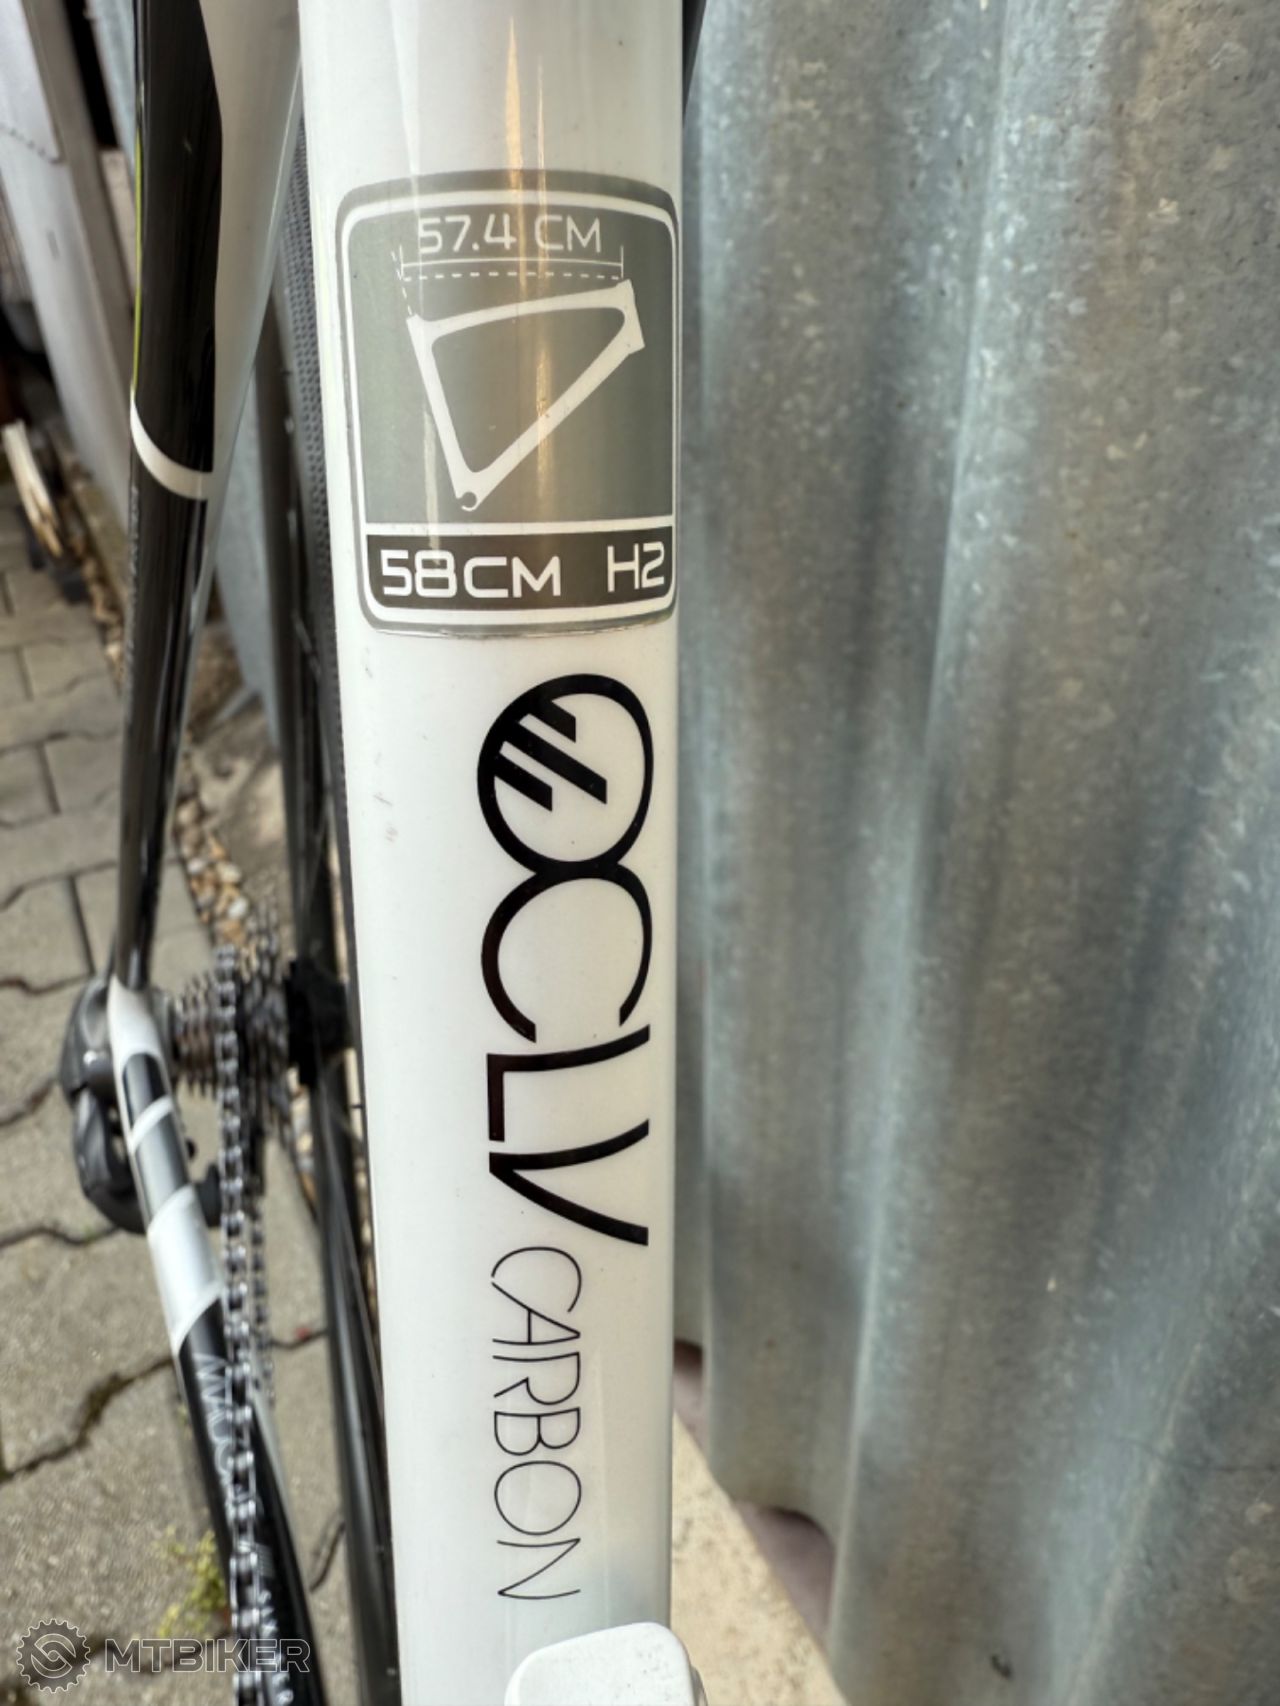 57.4 CM
58CM H2
OCLV
CARBON
MTBIKER